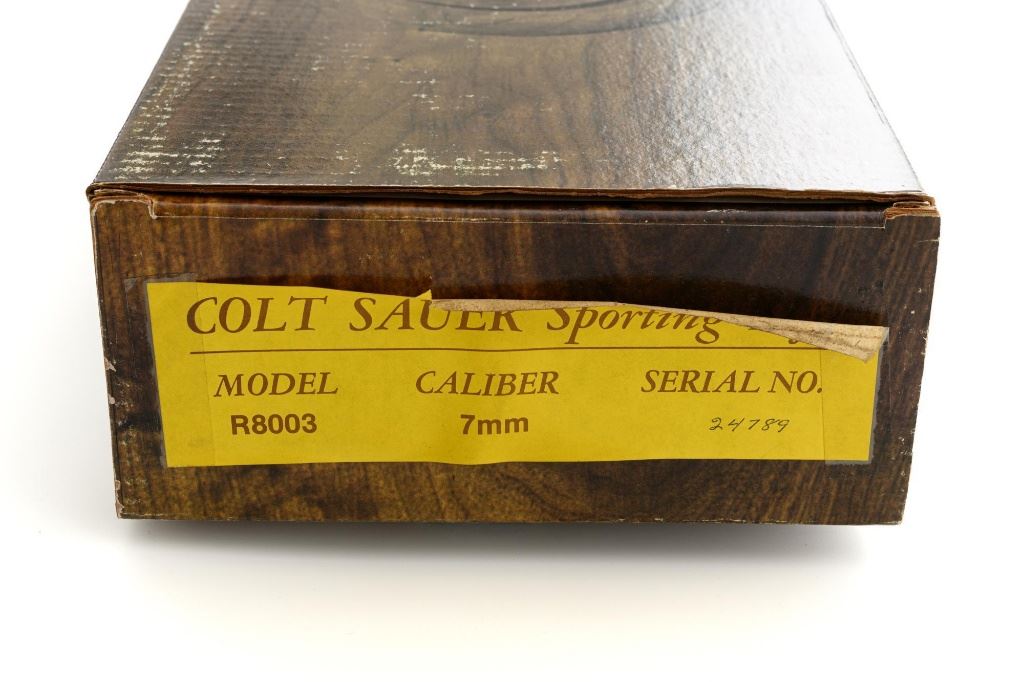 COLT SAUER Sporting
MODEL CALIBER SERIAL NO.
R8003 7mm 24789